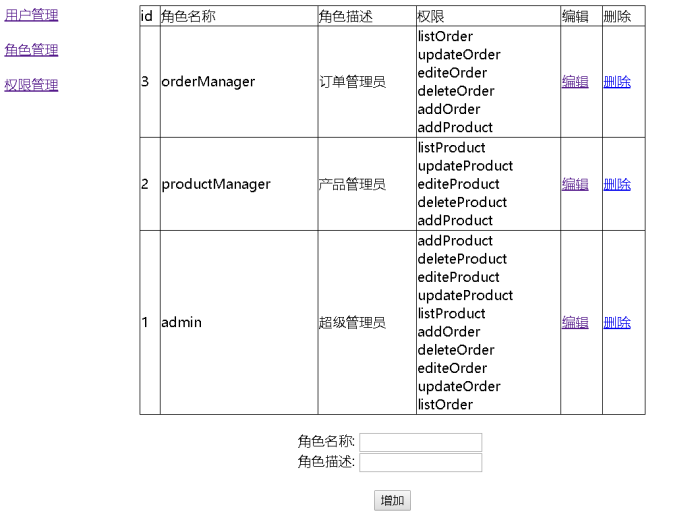 用户管理
角色管理
权限管理
id 角色名称 角色描述 权限 编辑 删除
3 orderManager 订单管理员 listOrder
updateOrder
editeOrder
deleteOrder
addOrder
addProduct
编辑 删除
2 productManager 产品管理员 listProduct
updateProduct
editeProduct
deleteProduct
addProduct
编辑 删除
1 admin 超级管理员 addProduct
deleteProduct
editeProduct
updateProduct
listProduct
addOrder
deleteOrder
editeOrder
updateOrder
listOrder
编辑 删除
角色名称:
角色描述:
增加